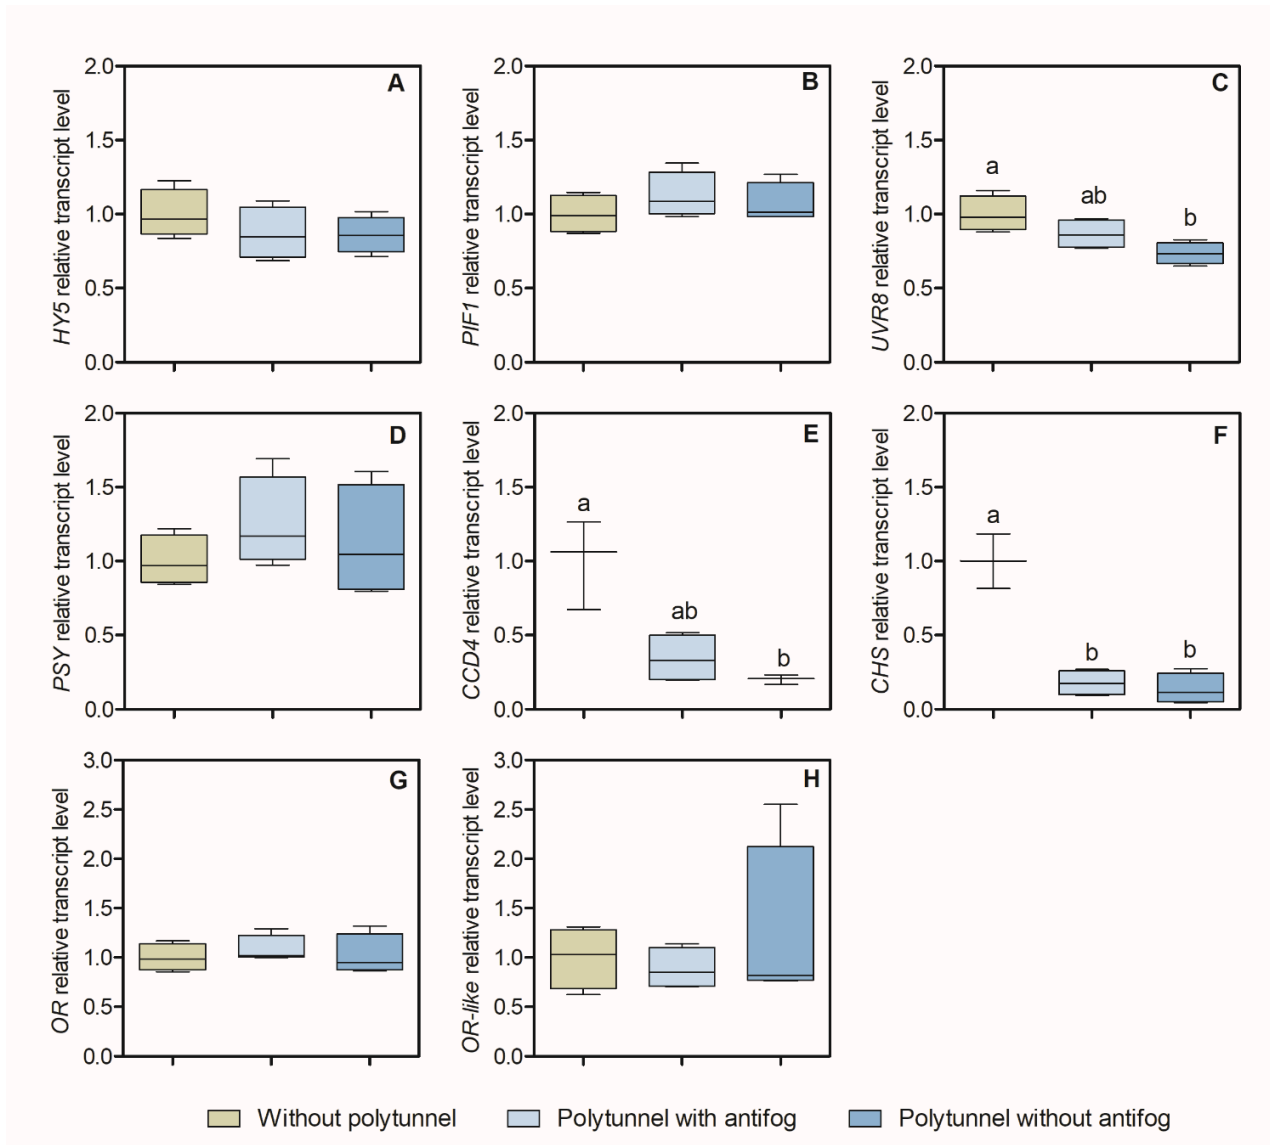 A
HY5 relative transcript level
2.0
1.5
1.0
0.5
0.0
B
PIF1 relative transcript level
2.0
1.5
1.0
0.5
0.0
C
UVR8 relative transcript level
2.0
1.5
1.0
0.5
0.0
a
ab
b
D
PSY relative transcript level
2.0
1.5
1.0
0.5
0.0
E
CCD4 relative transcript level
2.0
1.5
1.0
0.5
0.0
a
ab
b
F
CHS relative transcript level
2.0
1.5
1.0
0.5
0.0
a
b
b
G
OR relative transcript level
3.0
2.5
2.0
1.5
1.0
0.5
0.0
H
OR-like relative transcript level
3.0
2.5
2.0
1.5
1.0
0.5
0.0
Without polytunnel
Polytunnel with antifog
Polytunnel without antifog